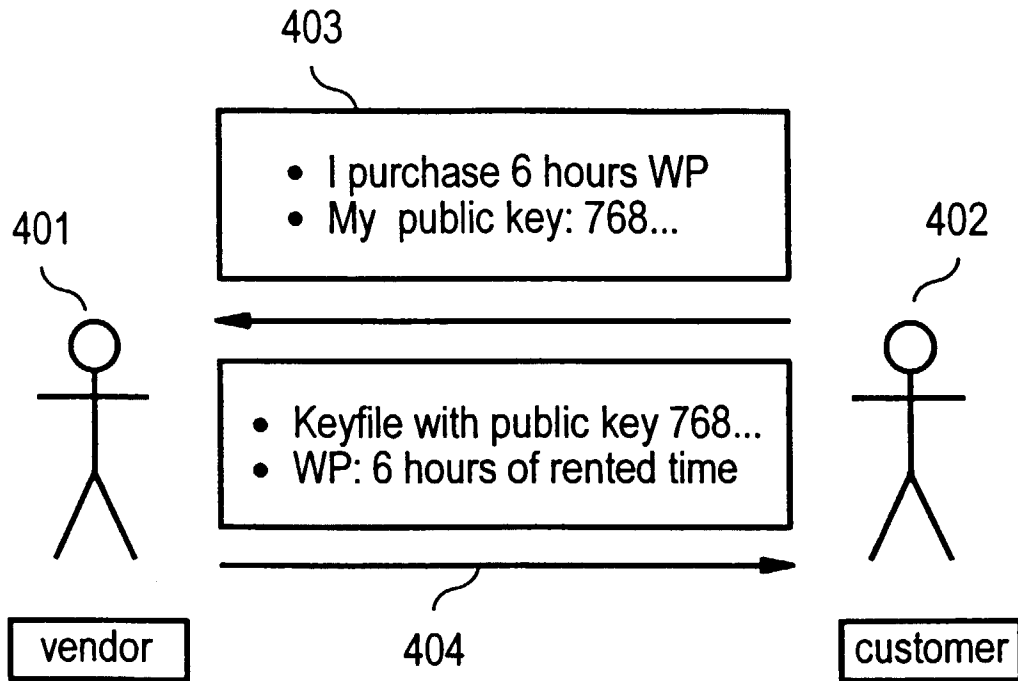 403
• I purchase 6 hours WP
• My public key: 768...
401
402
• Keyfile with public key 768...
• WP: 6 hours of rented time
vendor
404
customer